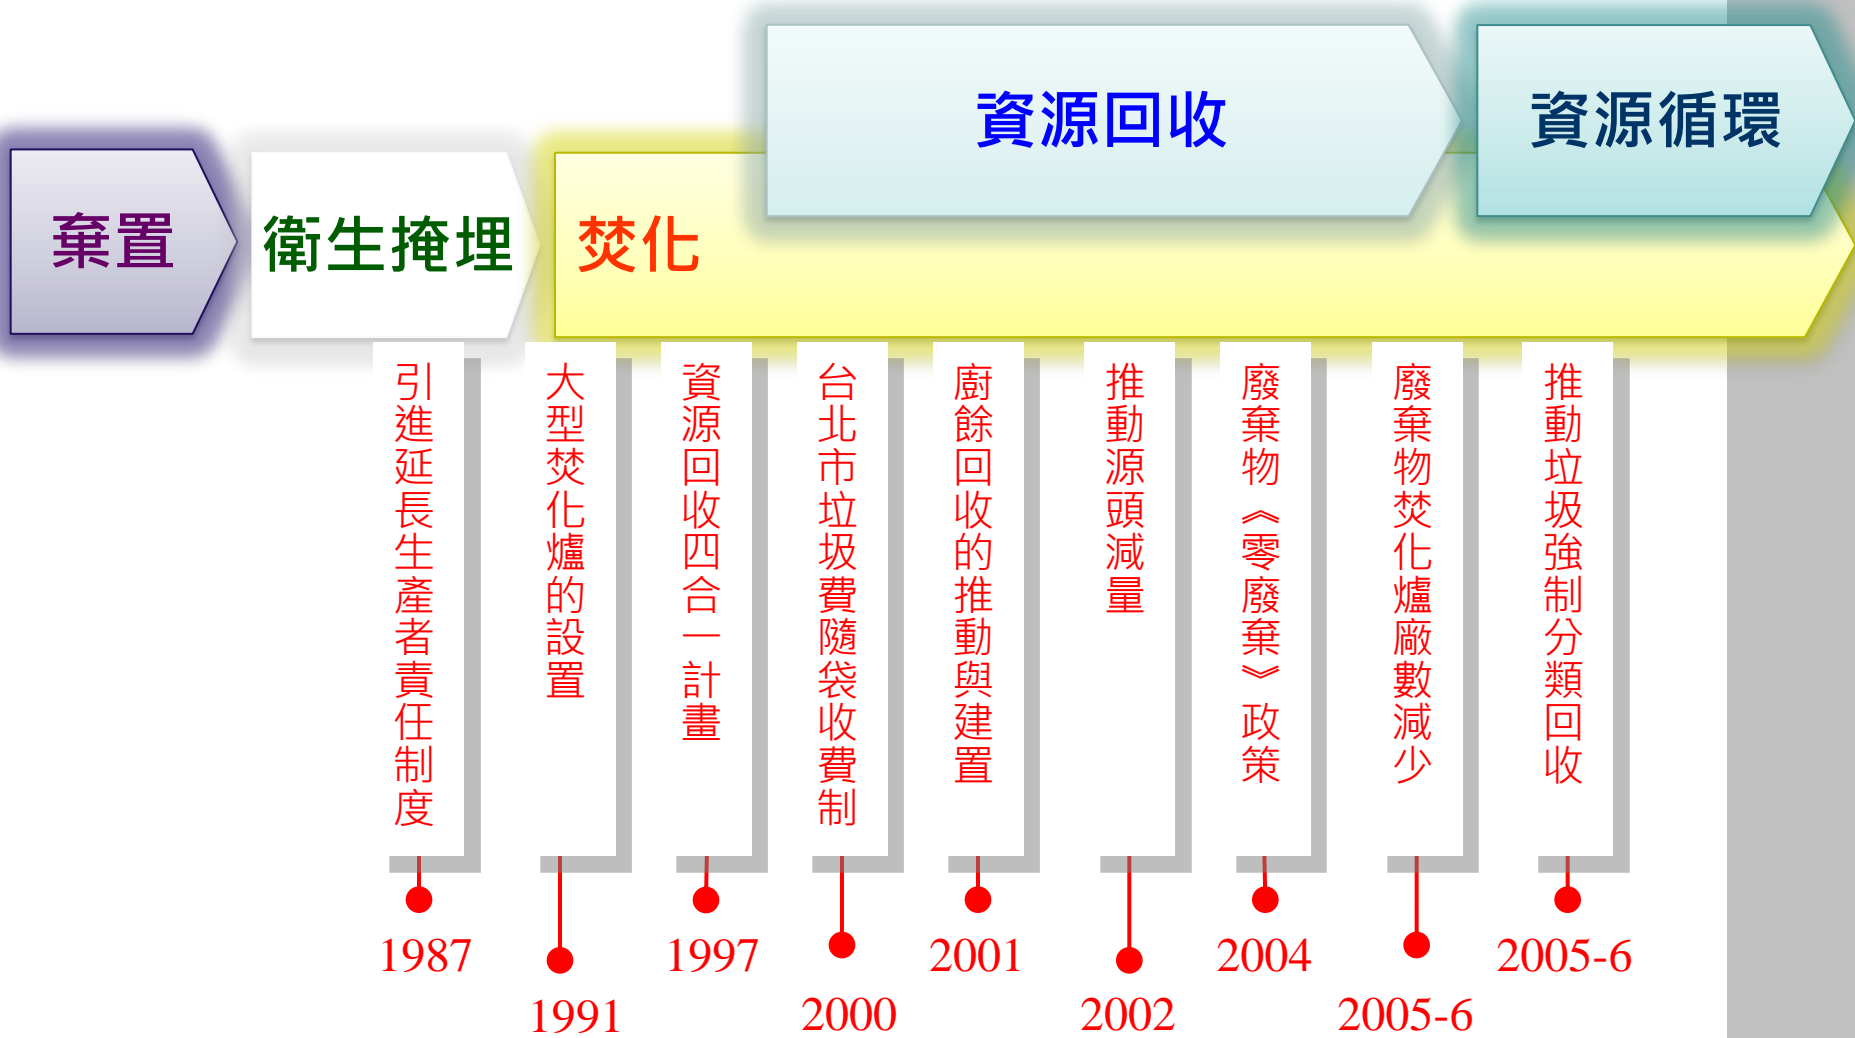 資源回收
資源循環
棄置
衛生掩埋
焚化
引進延長生產者責任制度
大型焚化爐的設置
資源回收四合一計畫
台北市垃圾費隨袋收費制
廚餘回收的推動與建置
推動源頭減量
廢棄物《零廢棄》政策
廢棄物焚化爐廠數減少
推動垃圾強制分類回收
1987
1991
1997
2000
2001
2002
2004
2005-6
2005-6